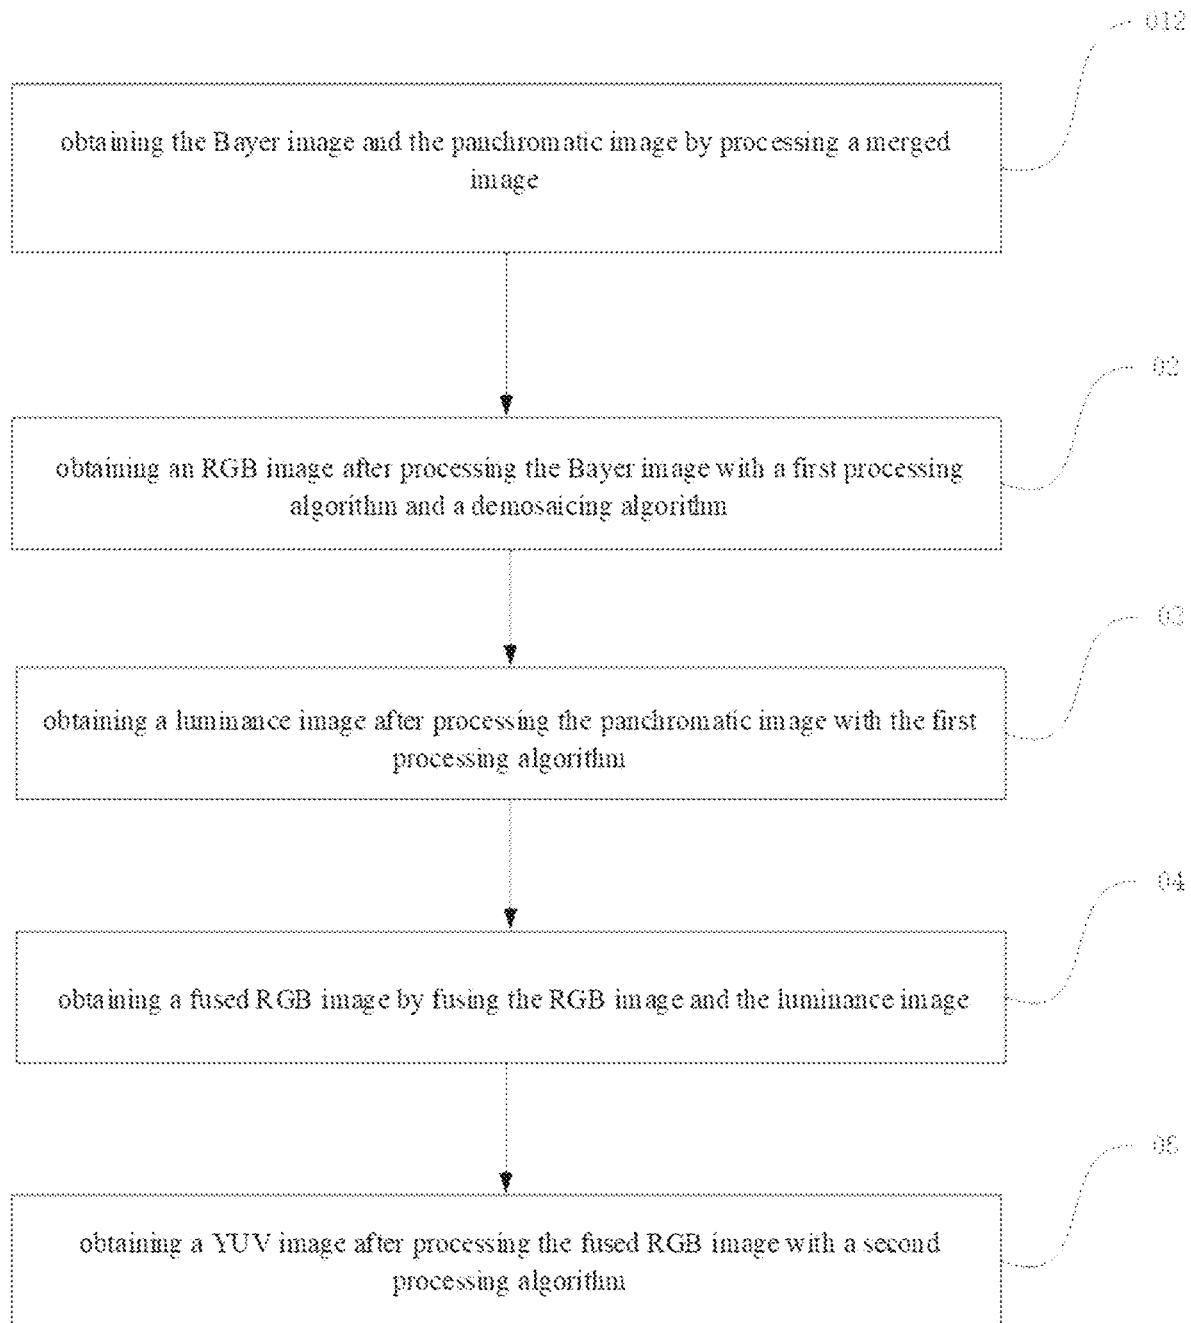 012
obtaining the Bayer image and the panchromatic image by processing a merged
image
02
obtaining an RGB image after processing the Bayer image with a first processing
algorithm and a demosaicing algorithm
03
obtaining a luminance image after processing the panchromatic image with the first
processing algorithm
04
obtaining a fused RGB image by fusing the RGB image and the luminance image
05
obtaining a YUV image after processing the fused RGB image with a second
processing algorithm